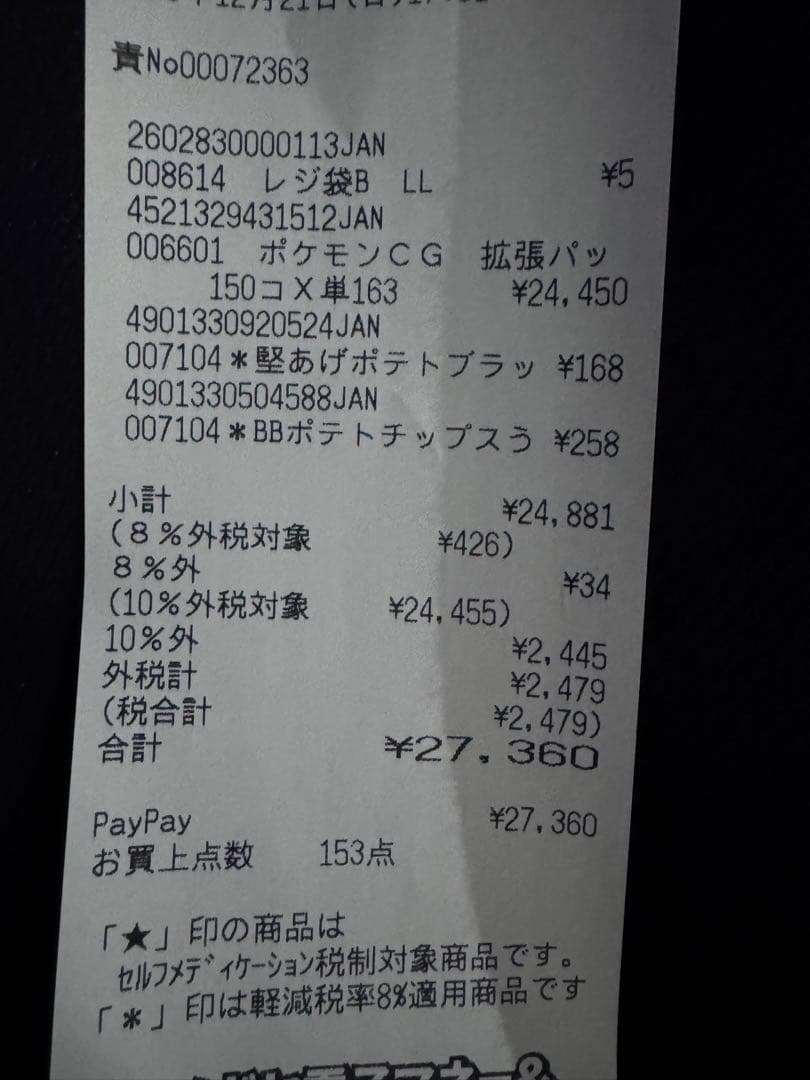 12月21日(日)
責No00072363
2602830000113JAN
008614 レジ袋B LL ¥5
4521329431512JAN
006601 ポケモンCG 拡張パッ
150コX単163 ¥24,450
4901330920524JAN
007104*堅あげポテトブラッ ¥168
4901330504588JAN
007104*BBポテトチップスう ¥258
小計 ¥24,881
(8%外税対象 ¥426)
8%外 ¥34
(10%外税対象 ¥24,455)
10%外 ¥2,445
外税計 ¥2,479
(税合計 ¥2,479)
合計 ¥27,360
PayPay ¥27,360
お買上点数 153点
「★」印の商品は
セルフメディケーション税制対象商品です。
「*」印は軽減税率8%適用商品です